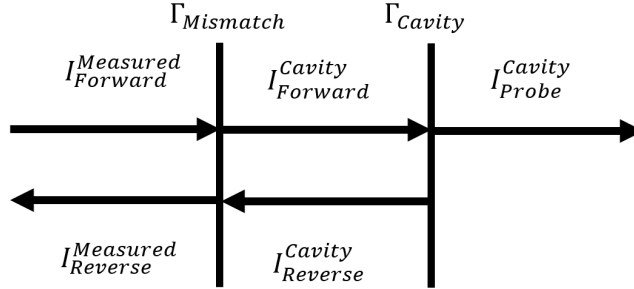 Γ_Mismatch Γ_Cavity
I_Forward^Measured I_Forward^Cavity I_Probe^Cavity
I_Reverse^Measured I_Reverse^Cavity